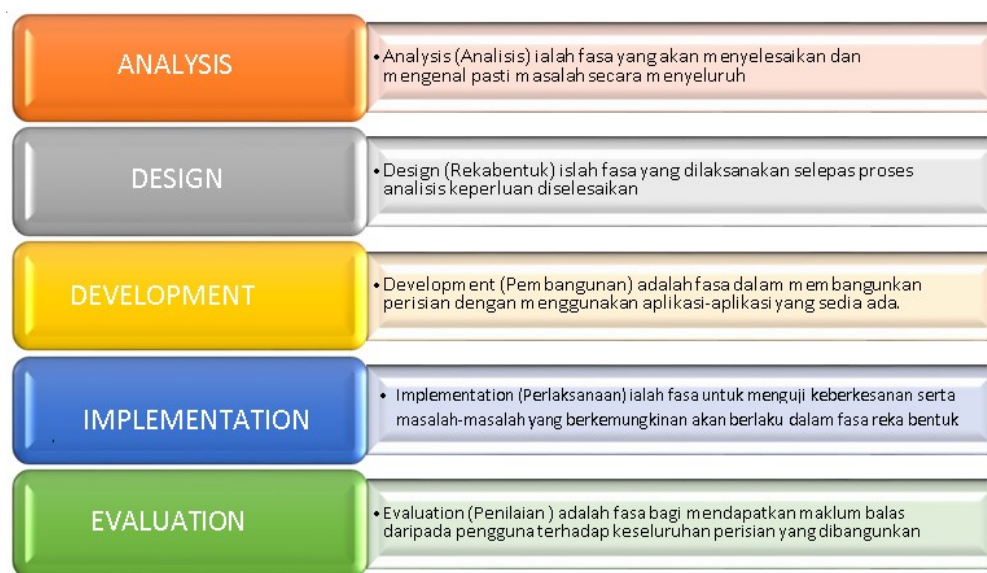 ANALYSIS
• Analysis (Analisis) ialah fasa yang akan menyelesaikan dan
mengenal pasti masalah secara menyeluruh
DESIGN
• Design (Rekabentuk) islah fasa yang dilaksanakan selepas proses
analisis keperluan diselesaikan
DEVELOPMENT
• Development (Pembangunan) adalah fasa dalam membangunkan
perisian dengan menggunakan aplikasi-aplikasi yang sedia ada.
IMPLEMENTATION
• Implementation (Perlaksanaan) ialah fasa untuk menguji keberkesanan serta
masalah-masalah yang berkemungkinan akan berlaku dalam fasa reka bentuk
EVALUATION
• Evaluation (Penilaian ) adalah fasa bagi mendapatkan maklum balas
daripada pengguna terhadap keseluruhan perisian yang dibangunkan